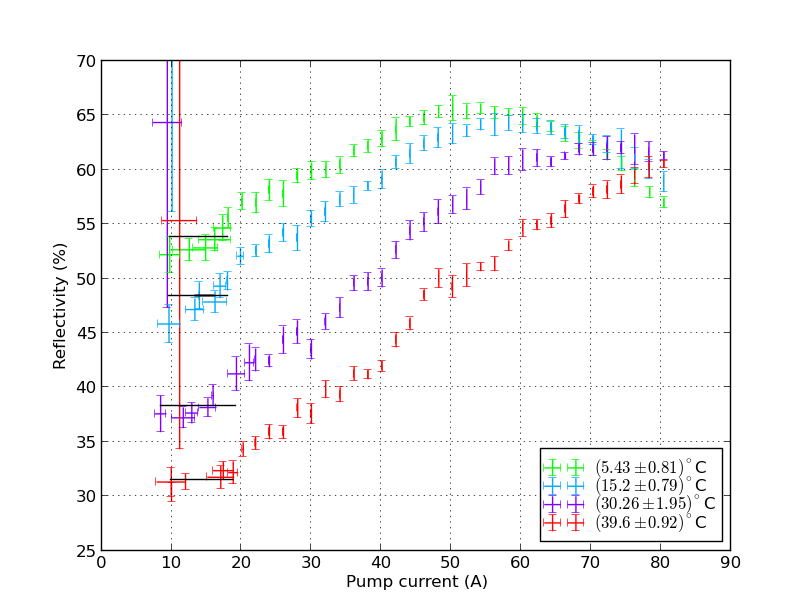 70
65
60
55
50
45
40
35
30
25
Reflectivity (%)
0 10 20 30 40 50 60 70 80 90
Pump current (A)
(5.43 ± 0.81)°C
(15.2 ± 0.79)°C
(30.26 ± 1.95)°C
(39.6 ± 0.92)°C